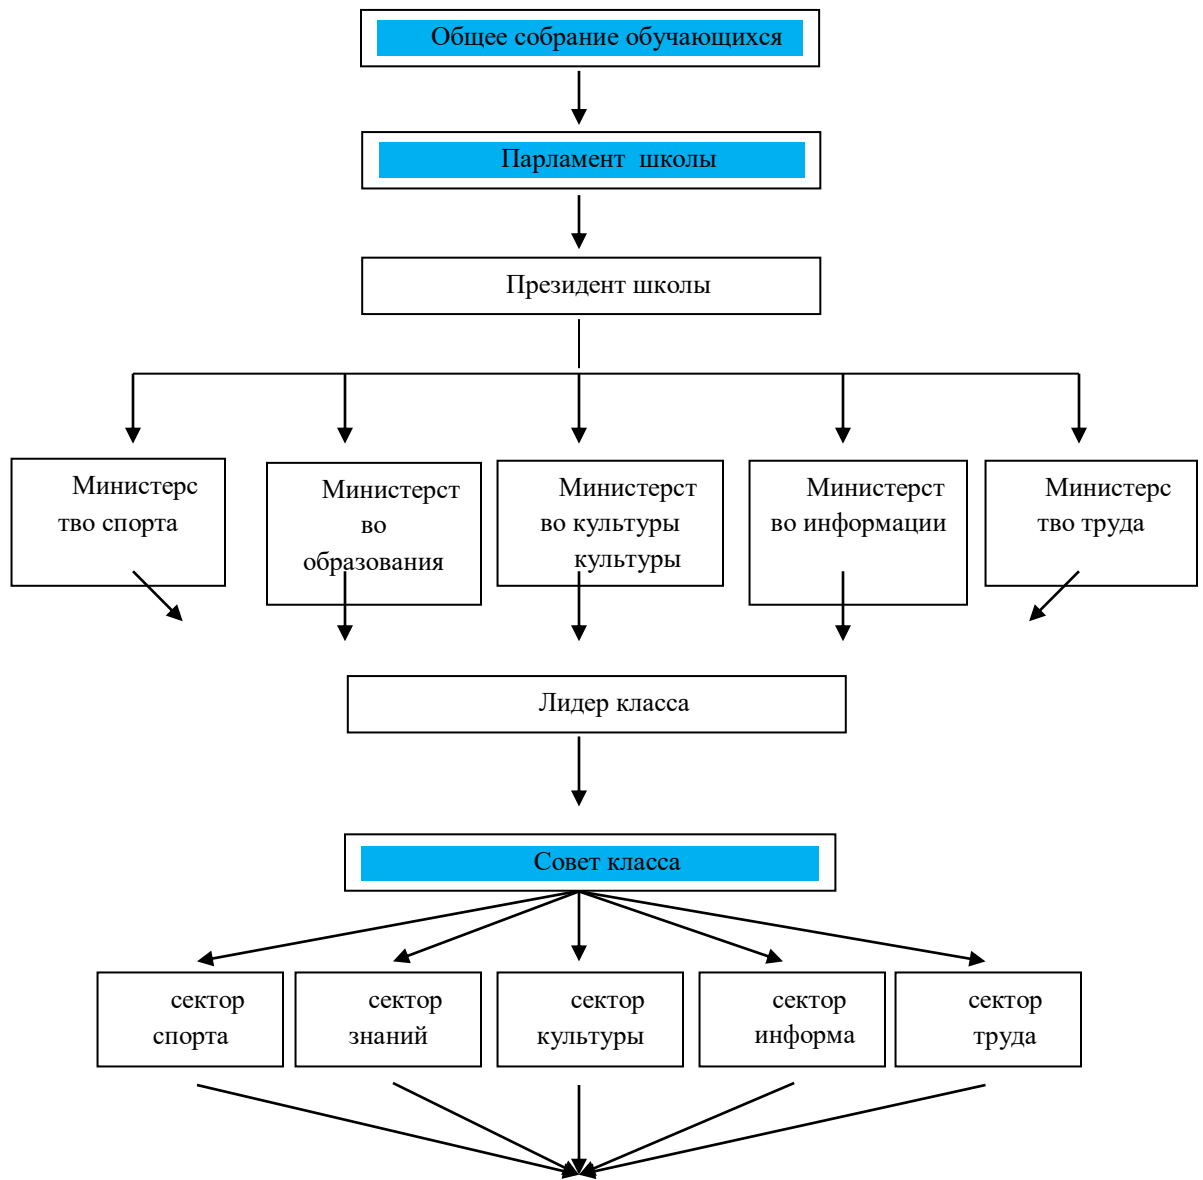 Общее собрание обучающихся
Парламент школы
Президент школы
Министерс
тво спорта
Министерст
во
образования
Министерст
во культуры
культуры
Министерст
во информации
Министерс
тво труда
Лидер класса
Совет класса
сектор
спорта
сектор
знаний
сектор
культуры
сектор
информа
сектор
труда